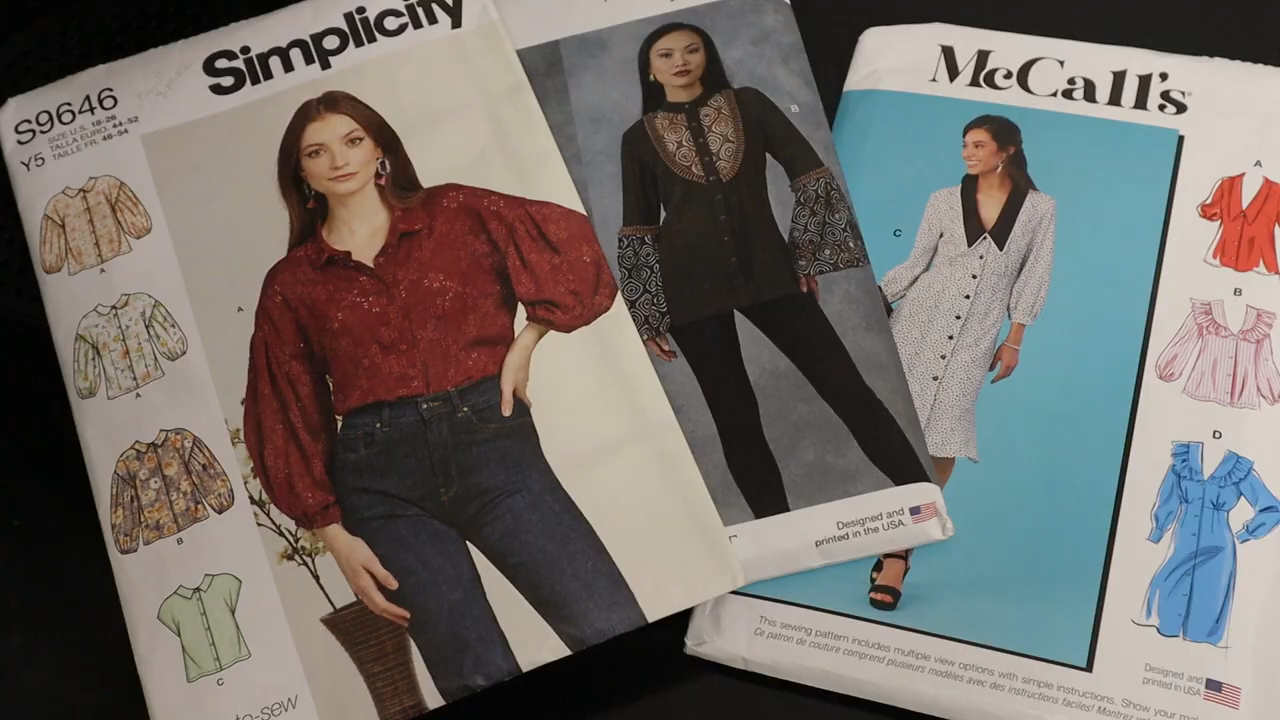 Simplicity
S9646
SIZE U.S. 18-26
TALLA EURO. 44-52
Y5 TAILLE FR. 46-54
A
A
B
C
A
to-sew
B
Designed and
printed in the USA.
McCall's
C
A
B
D
This sewing pattern includes multiple view options with simple instructions. Show your
Ce patron de couture comprend plusieurs modèles avec des instructions faciles! Montrez
Designed and
printed in USA